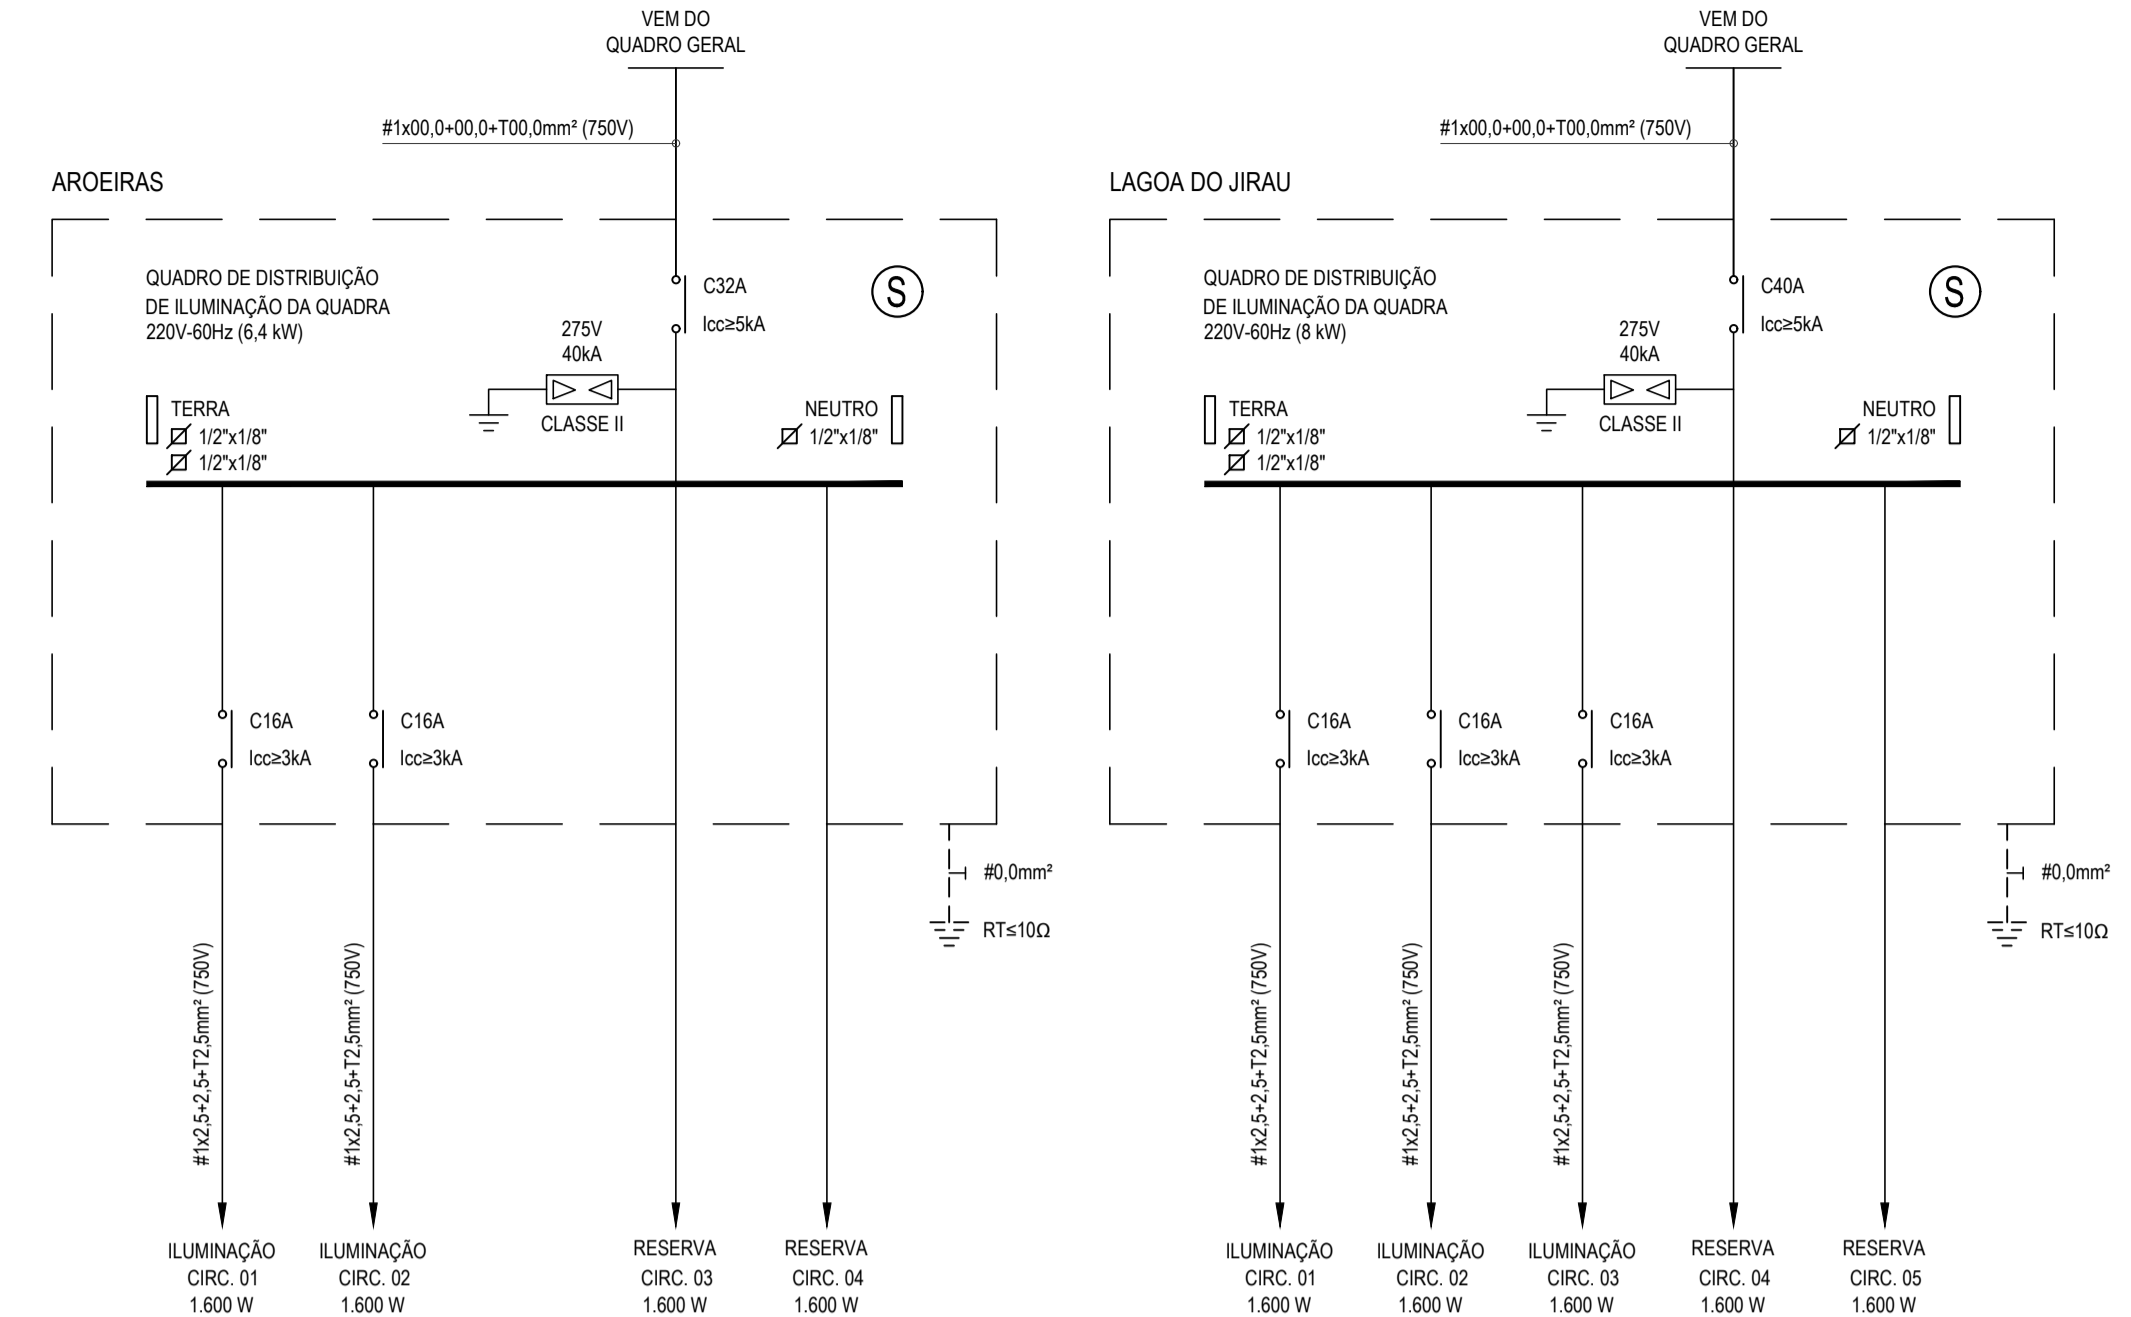 VEM DO
QUADRO GERAL
#1x00,0+00,0+T00,0mm² (750V)
AROEIRAS
QUADRO DE DISTRIBUIÇÃO
DE ILUMINAÇÃO DA QUADRA
220V-60Hz (6,4 kW)
C32A
Icc≥5kA
S
275V
40kA
CLASSE II
TERRA
1/2"x1/8"
1/2"x1/8"
NEUTRO
1/2"x1/8"
C16A
Icc≥3kA
C16A
Icc≥3kA
#0,0mm²
RT≤10Ω
#1x2,5+2,5+T2,5mm² (750V)
#1x2,5+2,5+T2,5mm² (750V)
ILUMINAÇÃO
CIRC. 01
1.600 W
ILUMINAÇÃO
CIRC. 02
1.600 W
RESERVA
CIRC. 03
1.600 W
RESERVA
CIRC. 04
1.600 W
VEM DO
QUADRO GERAL
#1x00,0+00,0+T00,0mm² (750V)
LAGOA DO JIRAU
QUADRO DE DISTRIBUIÇÃO
DE ILUMINAÇÃO DA QUADRA
220V-60Hz (8 kW)
C40A
Icc≥5kA
S
275V
40kA
CLASSE II
TERRA
1/2"x1/8"
1/2"x1/8"
NEUTRO
1/2"x1/8"
C16A
Icc≥3kA
C16A
Icc≥3kA
C16A
Icc≥3kA
#0,0mm²
RT≤10Ω
#1x2,5+2,5+T2,5mm² (750V)
#1x2,5+2,5+T2,5mm² (750V)
#1x2,5+2,5+T2,5mm² (750V)
ILUMINAÇÃO
CIRC. 01
1.600 W
ILUMINAÇÃO
CIRC. 02
1.600 W
ILUMINAÇÃO
CIRC. 03
1.600 W
RESERVA
CIRC. 04
1.600 W
RESERVA
CIRC. 05
1.600 W